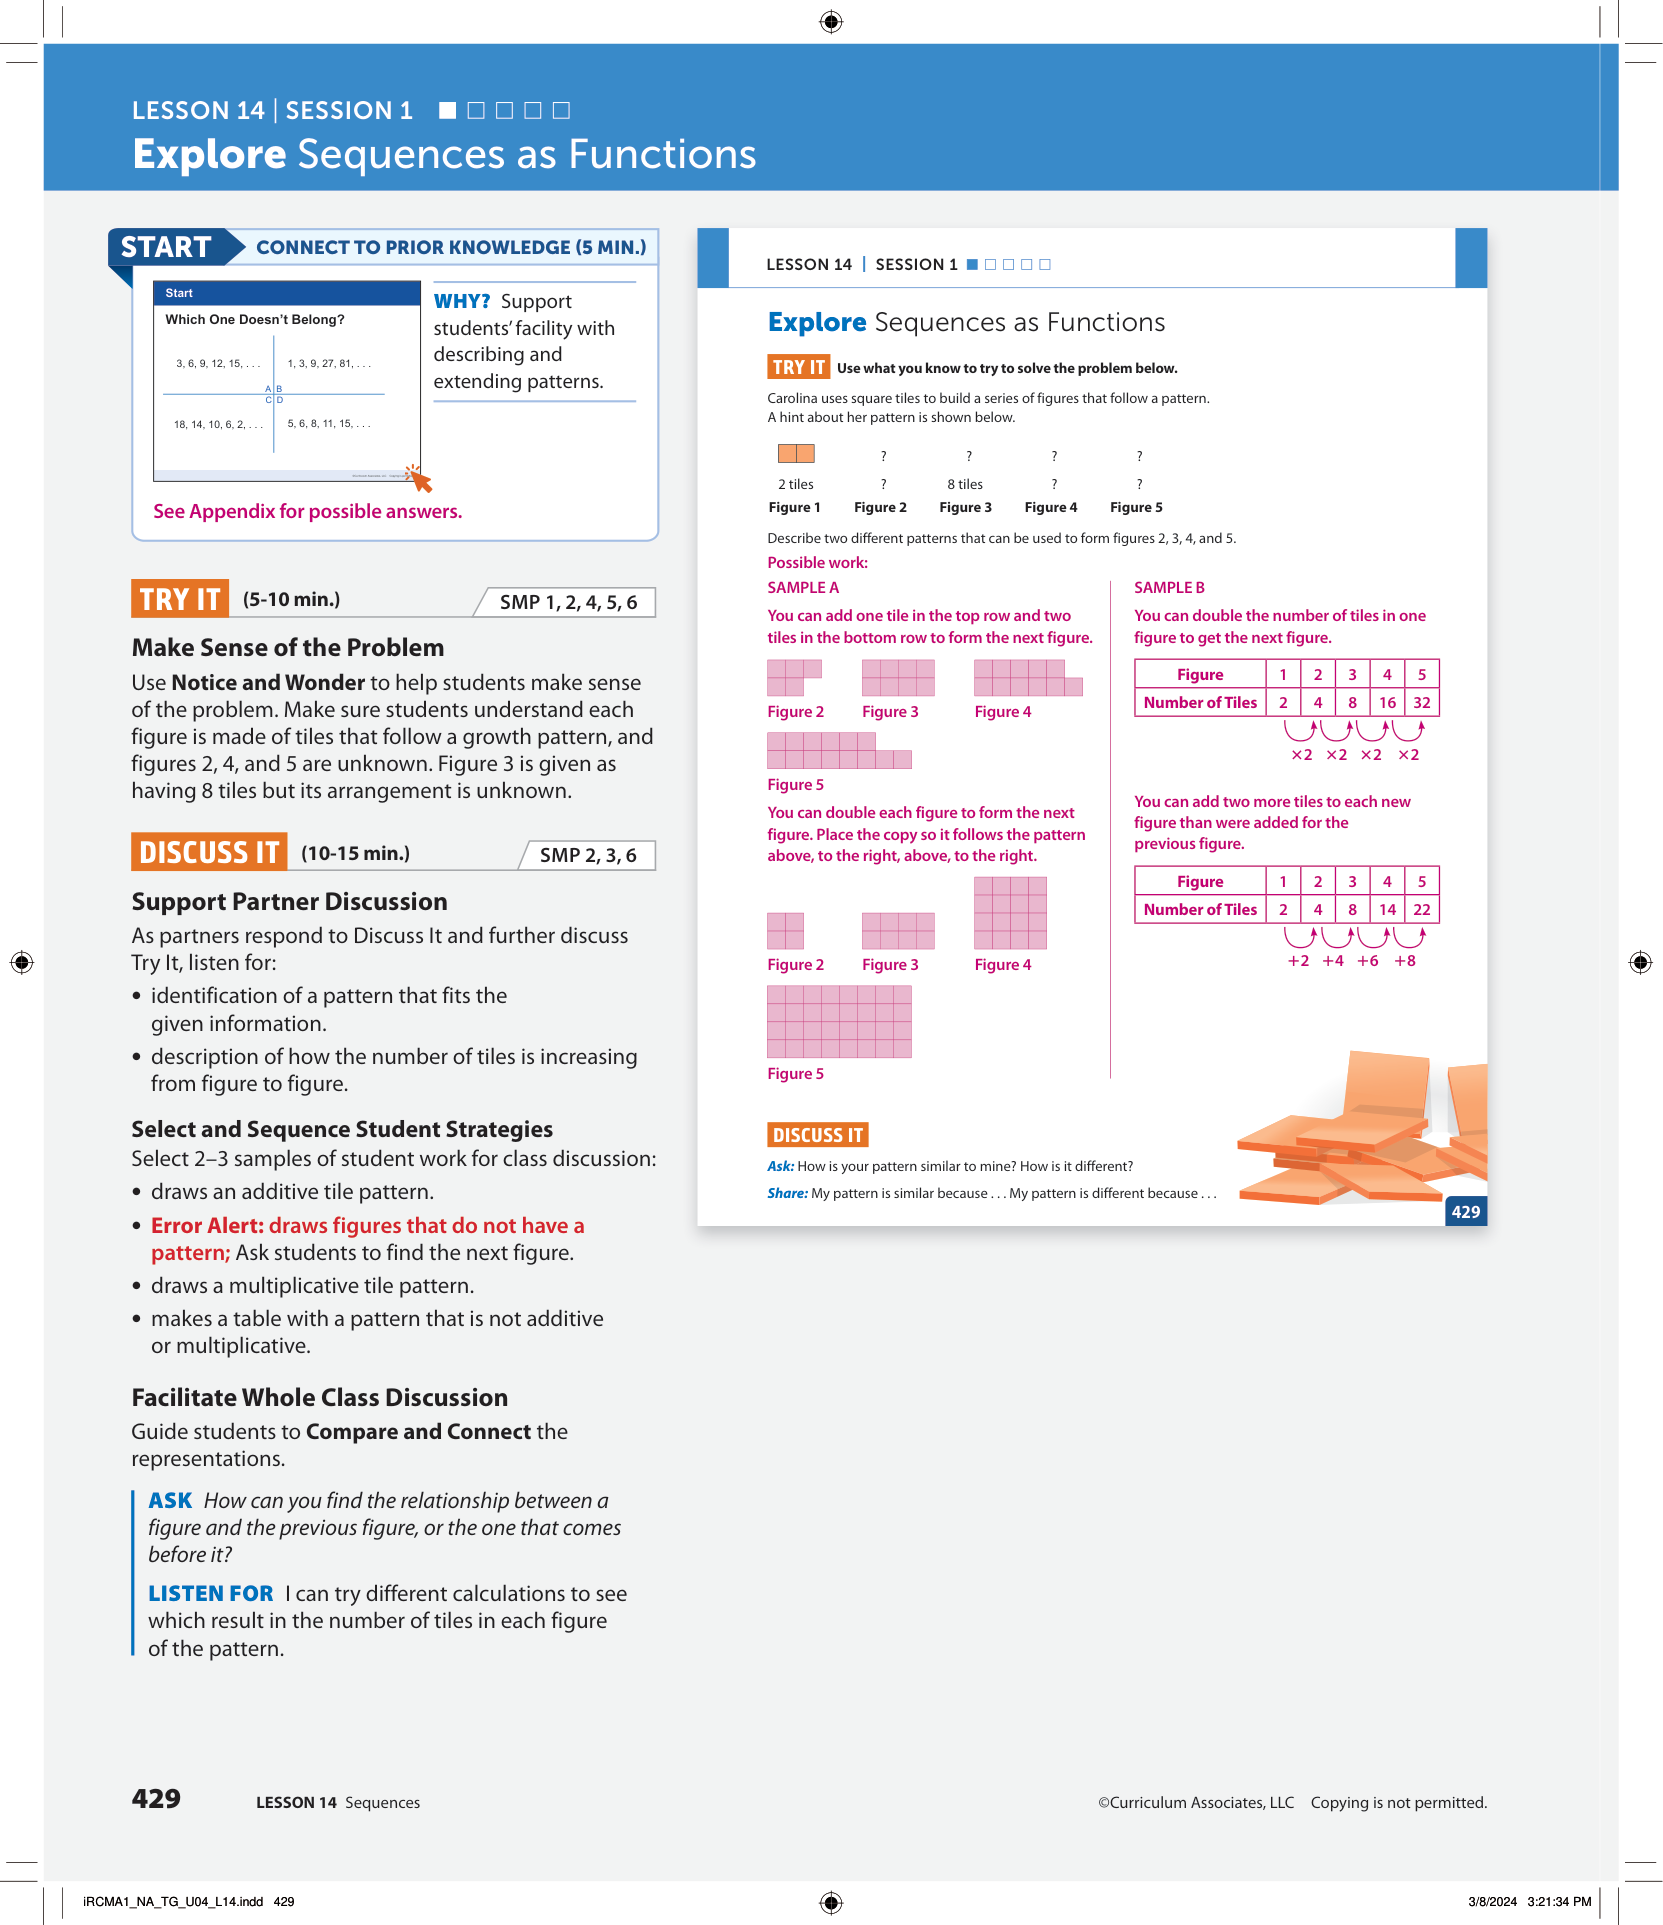 LESSON 14 | SESSION 1
Explore Sequences as Functions
START
CONNECT TO PRIOR KNOWLEDGE (5 MIN.)
Start
Which One Doesn't Belong?
3, 6, 9, 12, 15, . . .
1, 3, 9, 27, 81, . . .
A B
C D
18, 14, 10, 6, 2, . . .
5, 6, 8, 11, 15, . . .
WHY? Support
students' facility with
describing and
extending patterns.
See Appendix for possible answers.
TRY IT (5-10 min.)
SMP 1, 2, 4, 5, 6
Make Sense of the Problem
Use Notice and Wonder to help students make sense
of the problem. Make sure students understand each
figure is made of tiles that follow a growth pattern, and
figures 2, 4, and 5 are unknown. Figure 3 is given as
having 8 tiles but its arrangement is unknown.
DISCUSS IT (10-15 min.)
SMP 2, 3, 6
Support Partner Discussion
As partners respond to Discuss It and further discuss
Try It, listen for:
• identification of a pattern that fits the
given information.
• description of how the number of tiles is increasing
from figure to figure.
Select and Sequence Student Strategies
Select 2–3 samples of student work for class discussion:
• draws an additive tile pattern.
• Error Alert: draws figures that do not have a
pattern; Ask students to find the next figure.
• draws a multiplicative tile pattern.
• makes a table with a pattern that is not additive
or multiplicative.
Facilitate Whole Class Discussion
Guide students to Compare and Connect the
representations.
ASK How can you find the relationship between a
figure and the previous figure, or the one that comes
before it?
LISTEN FOR I can try different calculations to see
which result in the number of tiles in each figure
of the pattern.
LESSON 14 | SESSION 1
Explore Sequences as Functions
TRY IT Use what you know to try to solve the problem below.
Carolina uses square tiles to build a series of figures that follow a pattern.
A hint about her pattern is shown below.
? ? ? ?
2 tiles ? 8 tiles ? ?
Figure 1 Figure 2 Figure 3 Figure 4 Figure 5
Describe two different patterns that can be used to form figures 2, 3, 4, and 5.
Possible work:
SAMPLE A
You can add one tile in the top row and two
tiles in the bottom row to form the next figure.
Figure 2 Figure 3 Figure 4
Figure 5
You can double each figure to form the next
figure. Place the copy so it follows the pattern
above, to the right, above, to the right.
Figure 2 Figure 3 Figure 4
Figure 5
SAMPLE B
You can double the number of tiles in one
figure to get the next figure.
Figure 1 2 3 4 5
Number of Tiles 2 4 8 16 32
×2 ×2 ×2 ×2
You can add two more tiles to each new
figure than were added for the
previous figure.
Figure 1 2 3 4 5
Number of Tiles 2 4 8 14 22
+2 +4 +6 +8
DISCUSS IT
Ask: How is your pattern similar to mine? How is it different?
Share: My pattern is similar because . . . My pattern is different because . . .
429
429 LESSON 14 Sequences
©Curriculum Associates, LLC Copying is not permitted.
iRCMA1_NA_TG_U04_L14.indd 429
3/8/2024 3:21:34 PM